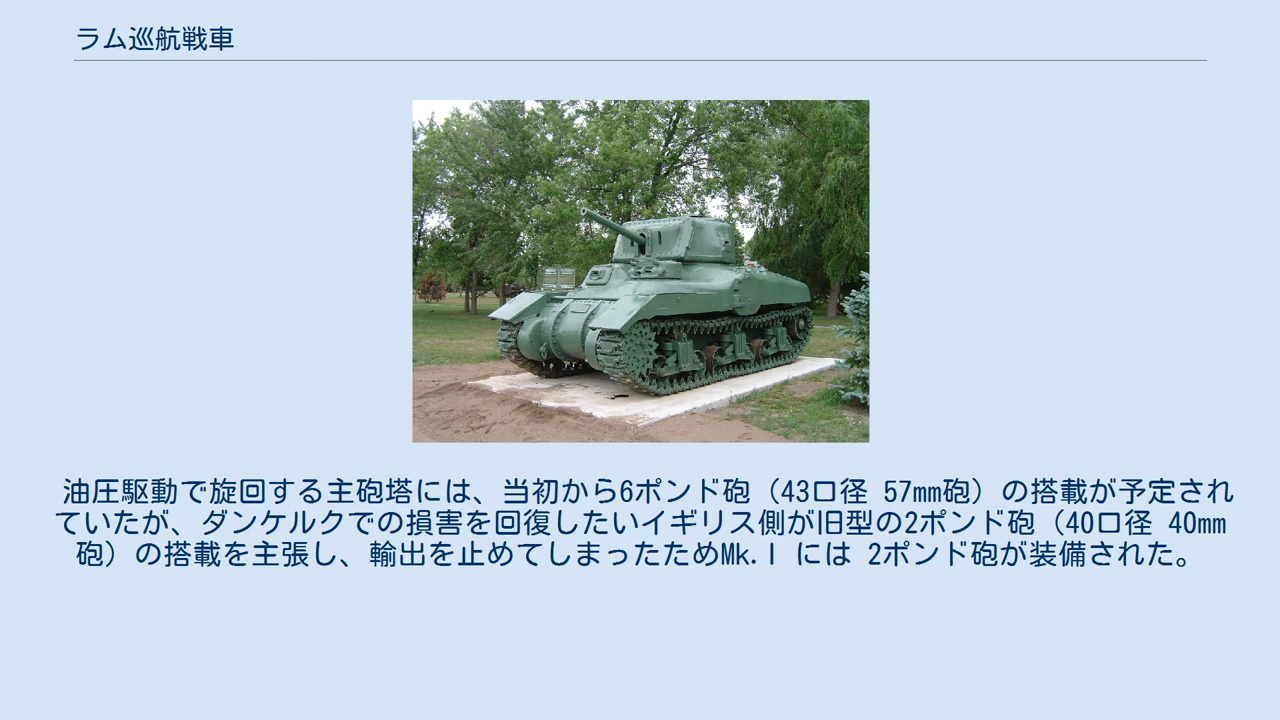 ラム巡航戦車
油圧駆動で旋回する主砲塔には、当初から6ポンド砲（43口径 57mm砲）の搭載が予定され
ていたが、ダンケルクでの損害を回復したいイギリス側が旧型の2ポンド砲（40口径 40mm
砲）の搭載を主張し、輸出を止めてしまったためMk.I には 2ポンド砲が装備された。